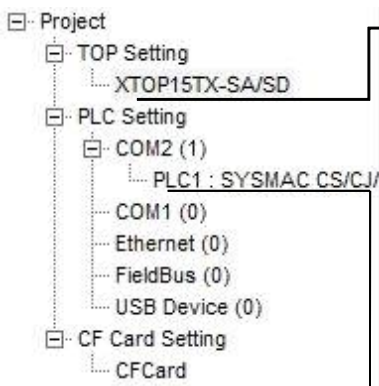 Project
TOP Setting
XTOP15TX-SA/SD
PLC Setting
COM2 (1)
PLC1 : SYSMAC CS/CJ/
COM1 (0)
Ethernet (0)
FieldBus (0)
USB Device (0)
CF Card Setting
CFCard